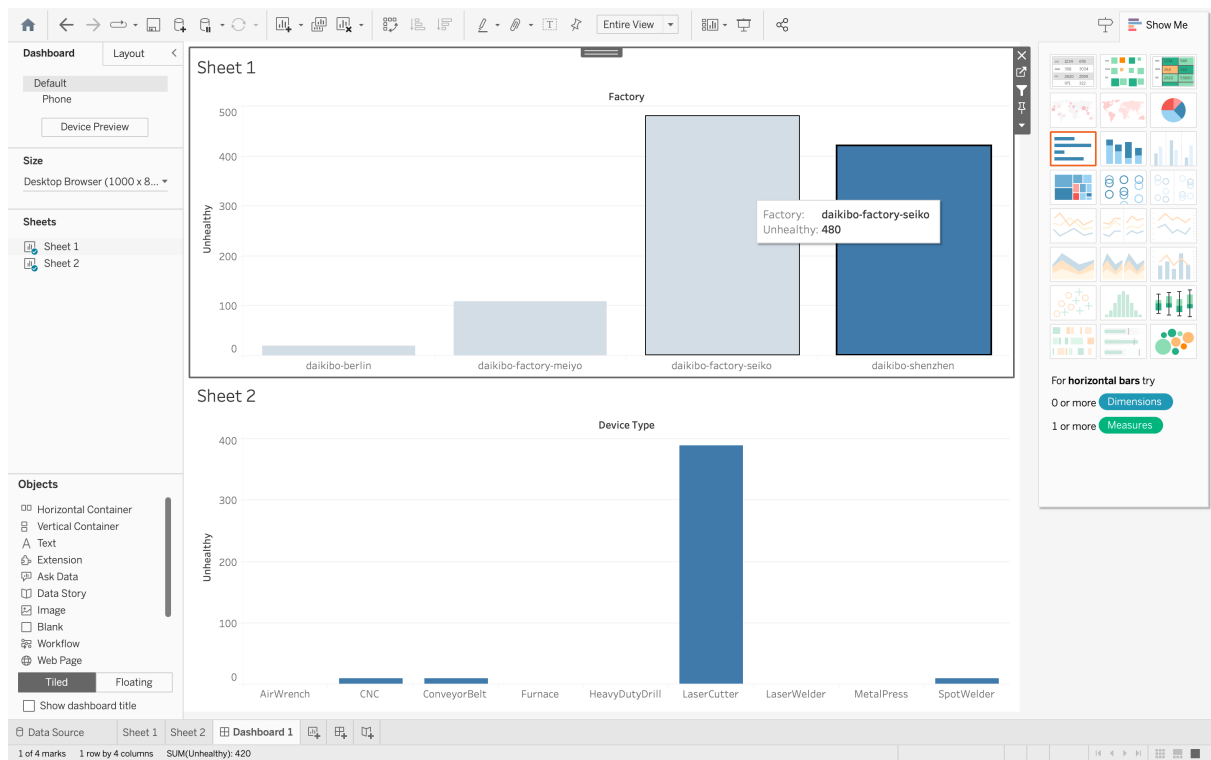 Entire View
Show Me
Dashboard
Layout
Default
Phone
Device Preview
Size
Desktop Browser (1000 x 8...
Sheets
Sheet 1
Sheet 2
Objects
Horizontal Container
Vertical Container
Text
Extension
Ask Data
Data Story
Image
Blank
Workflow
Web Page
Tiled
Floating
Show dashboard title
Sheet 1
Factory
500
400
300
200
100
0
Unhealthy
daikibo-berlin
daikibo-factory-meiyo
daikibo-factory-seiko
daikibo-shenzhen
Factory: daikibo-factory-seiko
Unhealthy: 480
Sheet 2
Device Type
400
300
200
100
0
Unhealthy
AirWrench
CNC
ConveyorBelt
Furnace
HeavyDutyDrill
LaserCutter
LaserWelder
MetalPress
SpotWelder
For horizontal bars try
0 or more Dimensions
1 or more Measures
Data Source
Sheet 1
Sheet 2
Dashboard 1
1 of 4 marks 1 row by 4 columns SUM(Unhealthy): 420